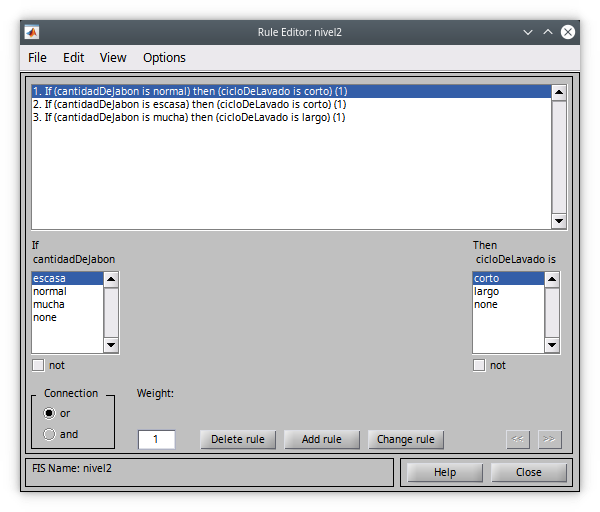 Rule Editor: nivel2
File Edit View Options
1. If (cantidadDeJabon is normal) then (cicloDeLavado is corto) (1)
2. If (cantidadDeJabon is escasa) then (cicloDeLavado is corto) (1)
3. If (cantidadDeJabon is mucha) then (cicloDeLavado is largo) (1)
If
cantidadDeJabon
escasa
normal
mucha
none
not
Then
cicloDeLavado is
corto
largo
none
not
Connection
or
and
Weight:
1
Delete rule
Add rule
Change rule
<<
>>
FIS Name: nivel2
Help
Close